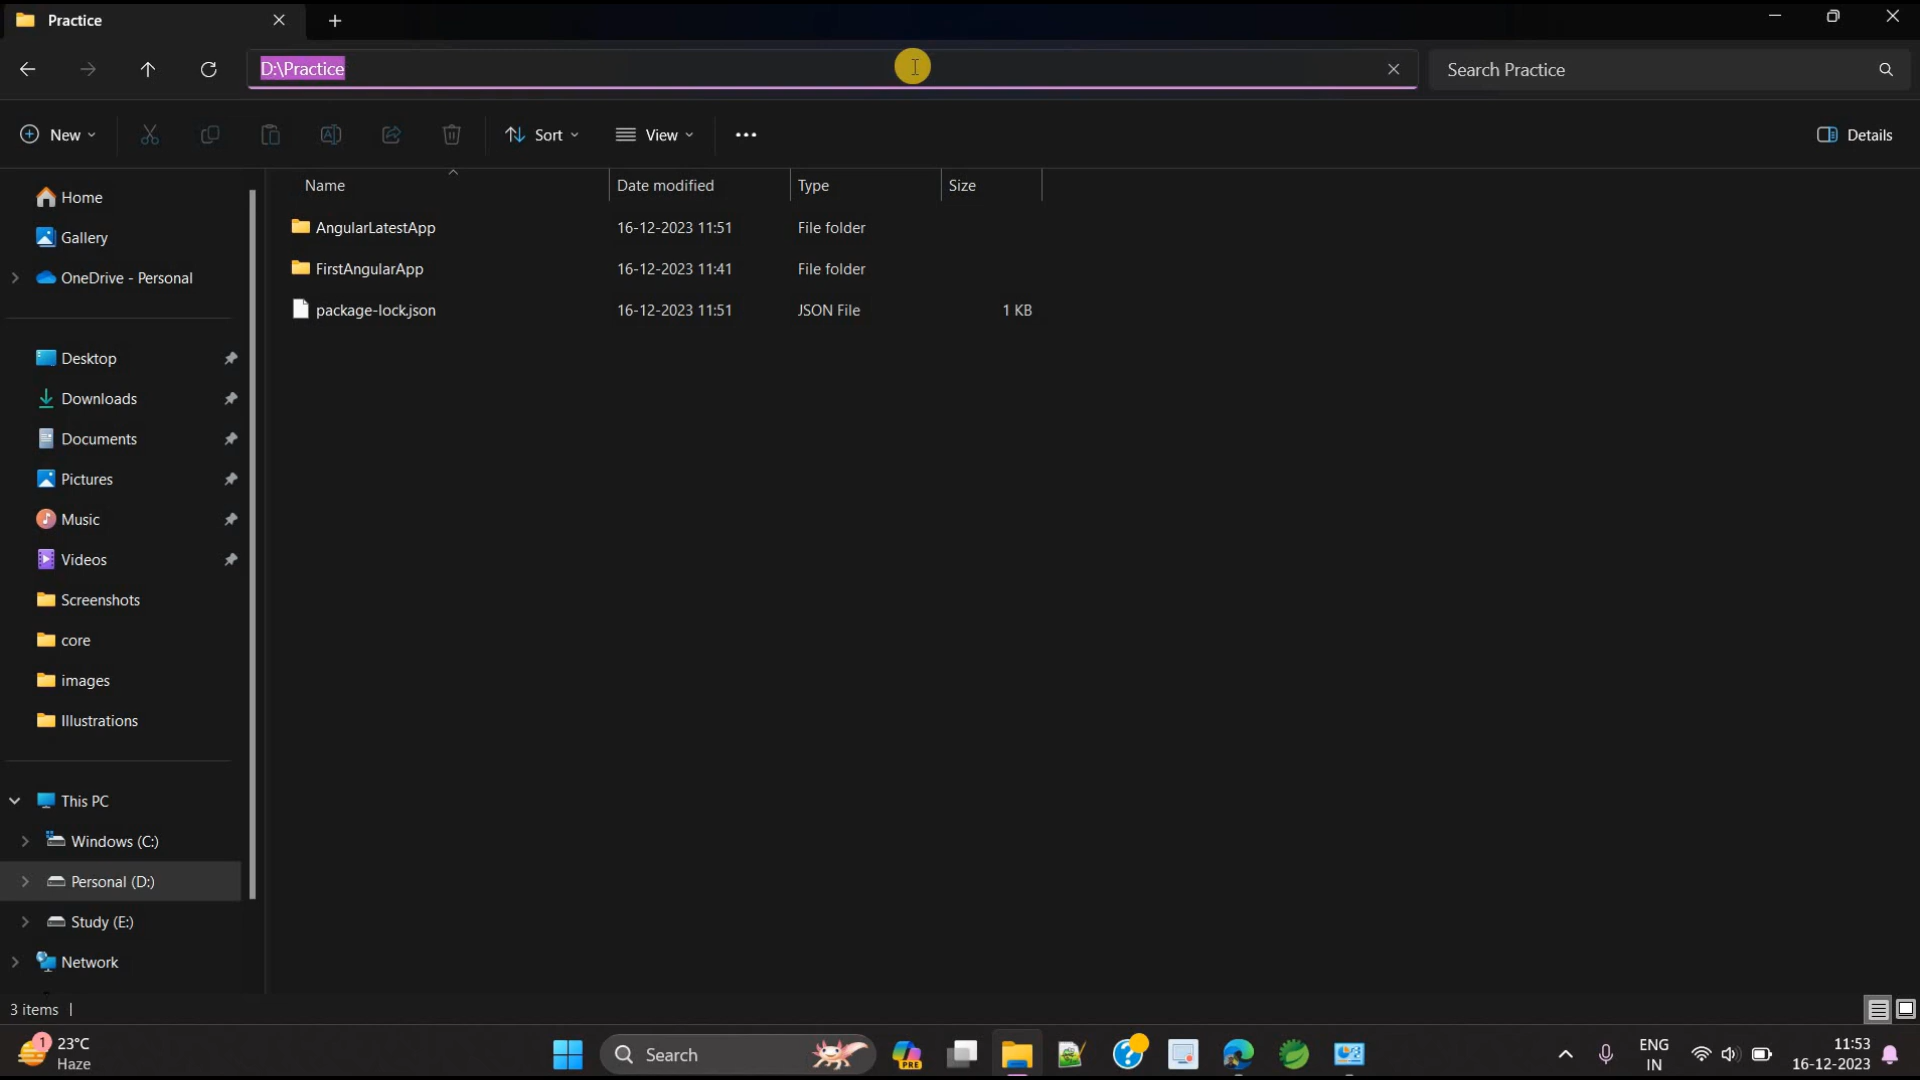 Practice
D:\Practice
Search Practice
New
Sort
View
Details
Name Date modified Type Size
AngularLatestApp 16-12-2023 11:51 File folder
FirstAngularApp 16-12-2023 11:41 File folder
package-lock.json 16-12-2023 11:51 JSON File 1 KB
Home
Gallery
OneDrive - Personal
Desktop
Downloads
Documents
Pictures
Music
Videos
Screenshots
core
images
Illustrations
This PC
Windows (C:)
Personal (D:)
Study (E:)
Network
3 items
1
23°C
Haze
Search
PRE
ENG
IN
11:53
16-12-2023